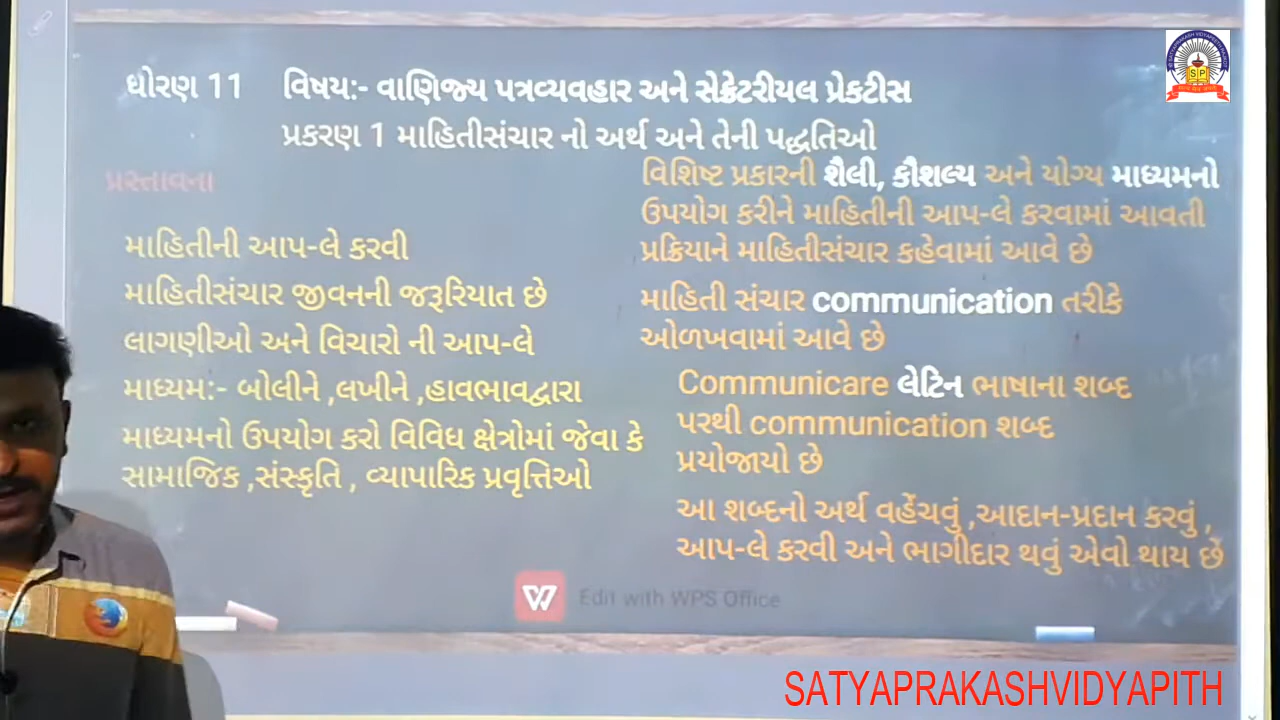 ધોરણ 11 વિષય:- વાણિજ્ય પત્રવ્યવહાર અને સેક્રેટરીયલ પ્રેકટીસ
પ્રકરણ 1 માહિતીસંચાર નો અર્થ અને તેની પદ્ધતિઓ
પ્રસ્તાવના
માહિતીની આપ-લે કરવી
માહિતીસંચાર જીવનની જરૂરિયાત છે
લાગણીઓ અને વિચારો ની આપ-લે
માધ્યમ:- બોલીને ,લખીને ,હાવભાવદ્વારા
માધ્યમનો ઉપયોગ કરો વિવિધ ક્ષેત્રોમાં જેવા કે
સામાજિક ,સંસ્કૃતિ , વ્યાપારિક પ્રવૃત્તિઓ
વિશિષ્ટ પ્રકારની શૈલી, કૌશલ્ય અને યોગ્ય માધ્યમનો
ઉપયોગ કરીને માહિતીની આપ-લે કરવામાં આવતી
પ્રક્રિયાને માહિતીસંચાર કહેવામાં આવે છે
માહિતી સંચાર communication તરીકે
ઓળખવામાં આવે છે
Communicare લેટિન ભાષાના શબ્દ
પરથી communication શબ્દ
પ્રયોજાયો છે
આ શબ્દનો અર્થ વહેંચવું ,આદાન-પ્રદાન કરવું ,
આપ-લે કરવી અને ભાગીદાર થવું એવો થાય છે
Edit with WPS Office
SP
SATYAPRAKASHVIDYAPITH